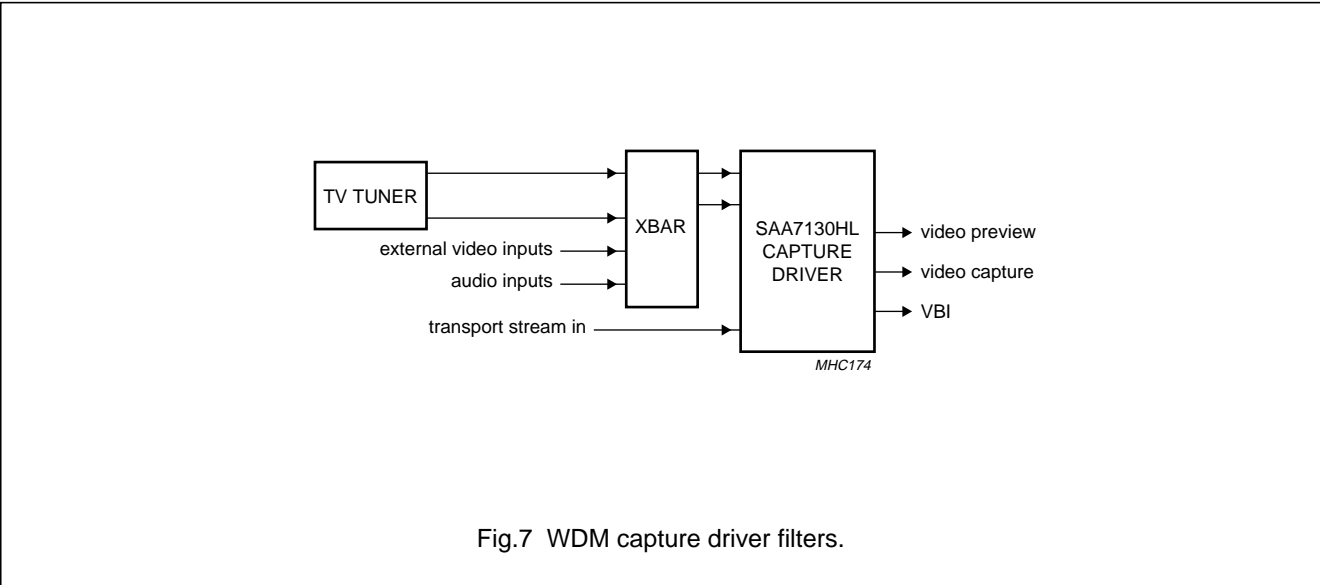 TV TUNER
external video inputs
audio inputs
transport stream in
XBAR
SAA7130HL
CAPTURE
DRIVER
video preview
video capture
VBI
MHC174
Fig.7 WDM capture driver filters.